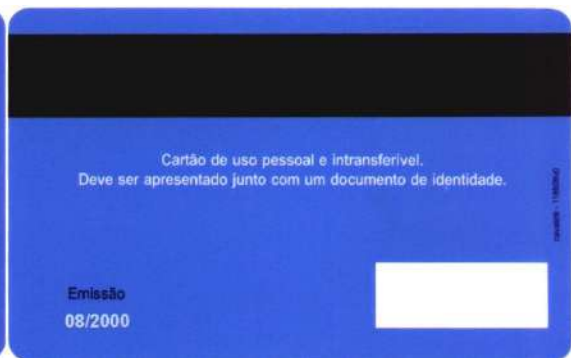 Cartão de uso pessoal e intransferível.
Deve ser apresentado junto com um documento de identidade.
Emissão
08/2000